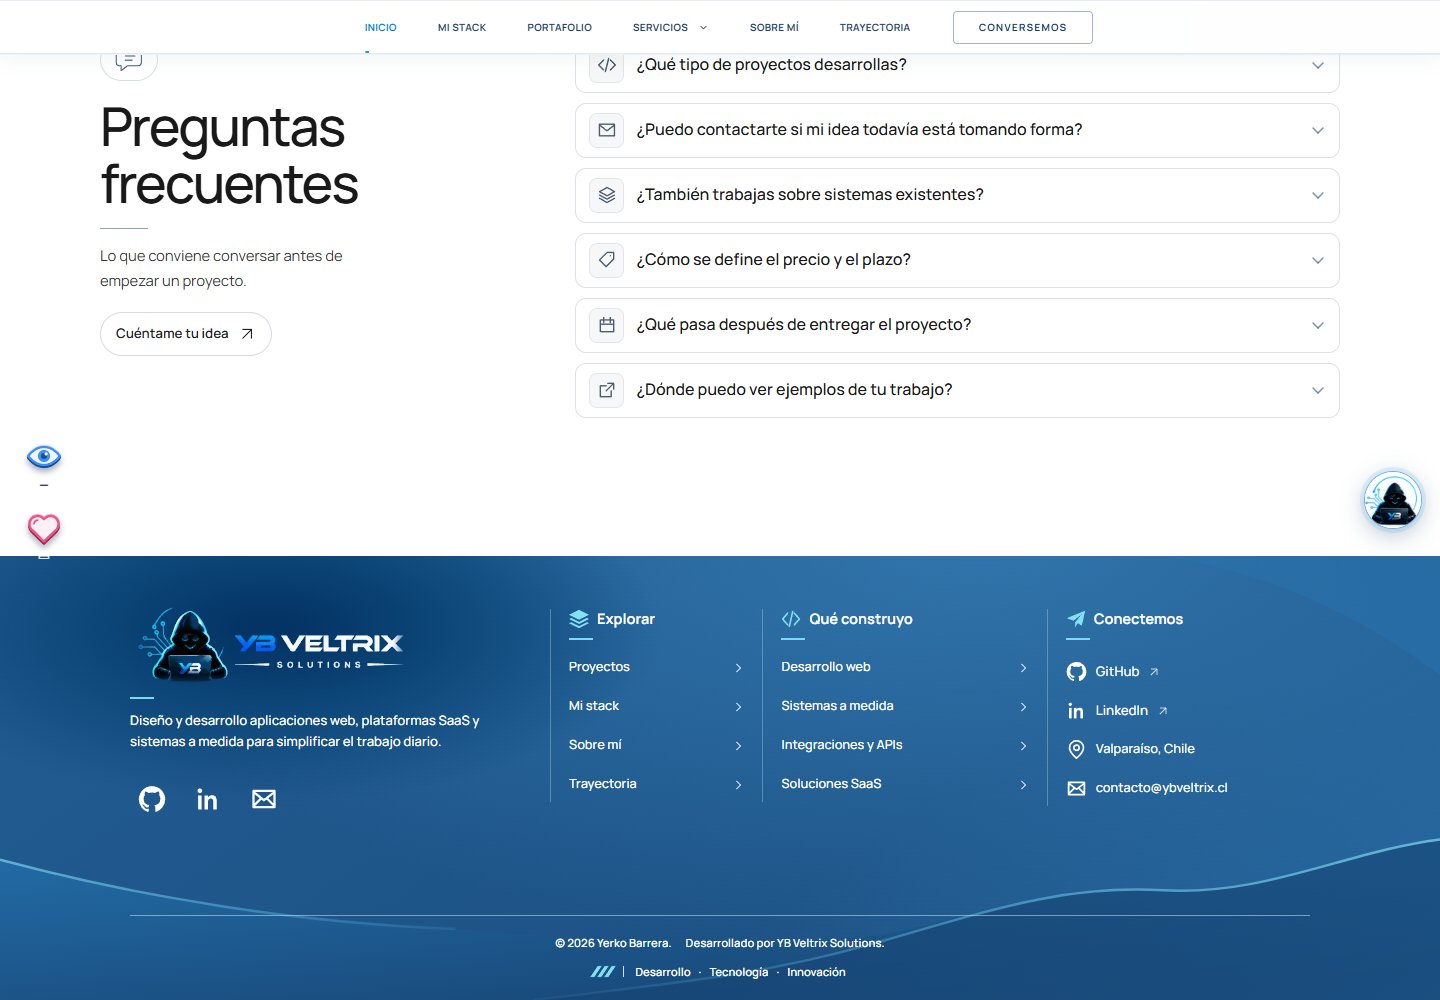 INICIO
MI STACK
PORTAFOLIO
SERVICIOS
SOBRE MÍ
TRAYECTORIA
CONVERSEMOS
Preguntas
frecuentes
Lo que conviene conversar antes de
empezar un proyecto.
Cuéntame tu idea
¿Qué tipo de proyectos desarrollas?
¿Puedo contactarte si mi idea todavía está tomando forma?
¿También trabajas sobre sistemas existentes?
¿Cómo se define el precio y el plazo?
¿Qué pasa después de entregar el proyecto?
¿Dónde puedo ver ejemplos de tu trabajo?
–
YB
YB
YB VELTRIX
SOLUTIONS
Diseño y desarrollo aplicaciones web, plataformas SaaS y
sistemas a medida para simplificar el trabajo diario.
Explorar
Proyectos
Mi stack
Sobre mí
Trayectoria
Qué construyo
Desarrollo web
Sistemas a medida
Integraciones y APIs
Soluciones SaaS
Conectemos
GitHub
LinkedIn
Valparaíso, Chile
contacto@ybveltrix.cl
© 2026 Yerko Barrera. Desarrollado por YB Veltrix Solutions.
Desarrollo · Tecnología · Innovación